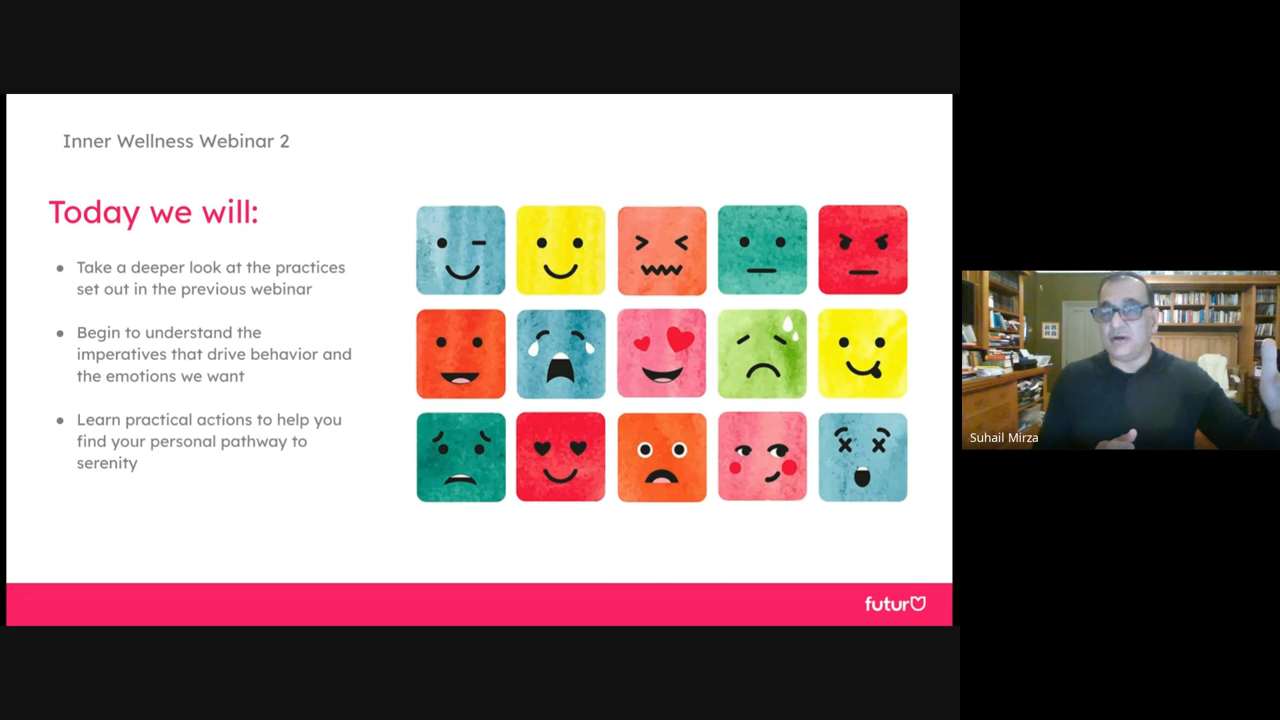 Inner Wellness Webinar 2
Today we will:
● Take a deeper look at the practices
set out in the previous webinar
● Begin to understand the
imperatives that drive behavior and
the emotions we want
● Learn practical actions to help you
find your personal pathway to
serenity
futur
Suhail Mirza